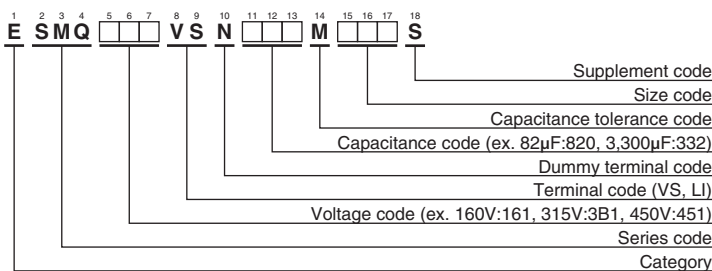 1 2 3 4 5 6 7 8 9 10 11 12 13 14 15 16 17 18
E SMQ □□□ VS N □□□ M □□□ S
Supplement code
Size code
Capacitance tolerance code
Capacitance code (ex. 82µF:820, 3,300µF:332)
Dummy terminal code
Terminal code (VS, LI)
Voltage code (ex. 160V:161, 315V:3B1, 450V:451)
Series code
Category